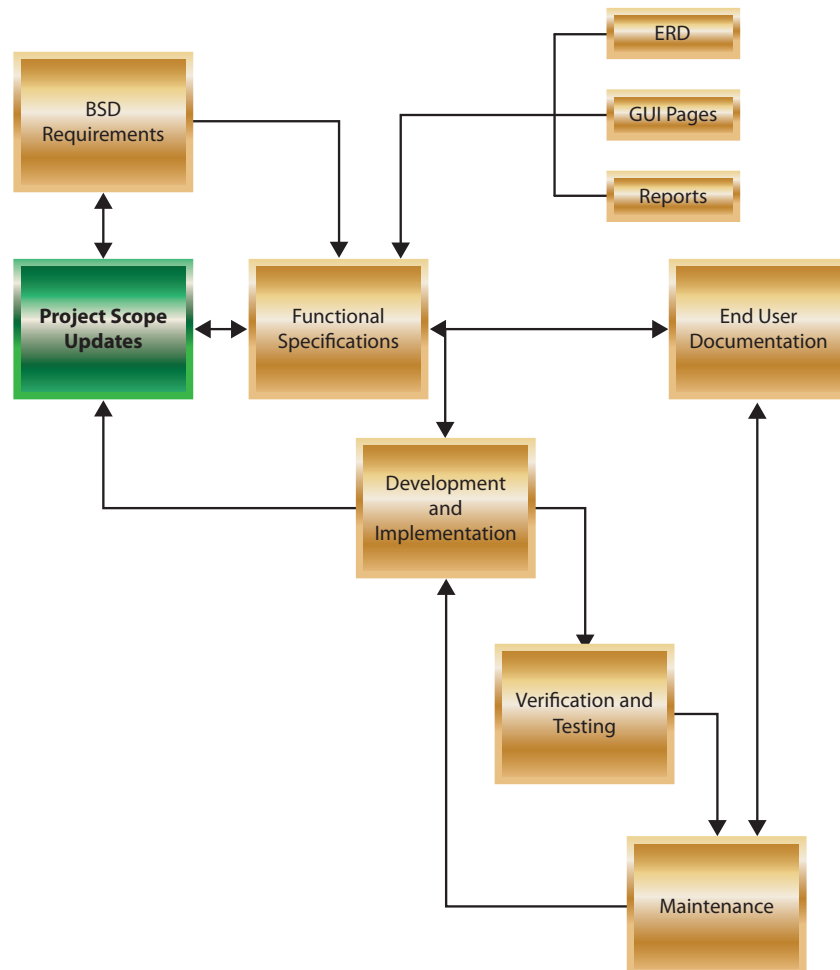 ERD
BSD
Requirements
GUI Pages
Reports
Project Scope
Updates
Functional
Specifications
End User
Documentation
Development
and
Implementation
Verification and
Testing
Maintenance